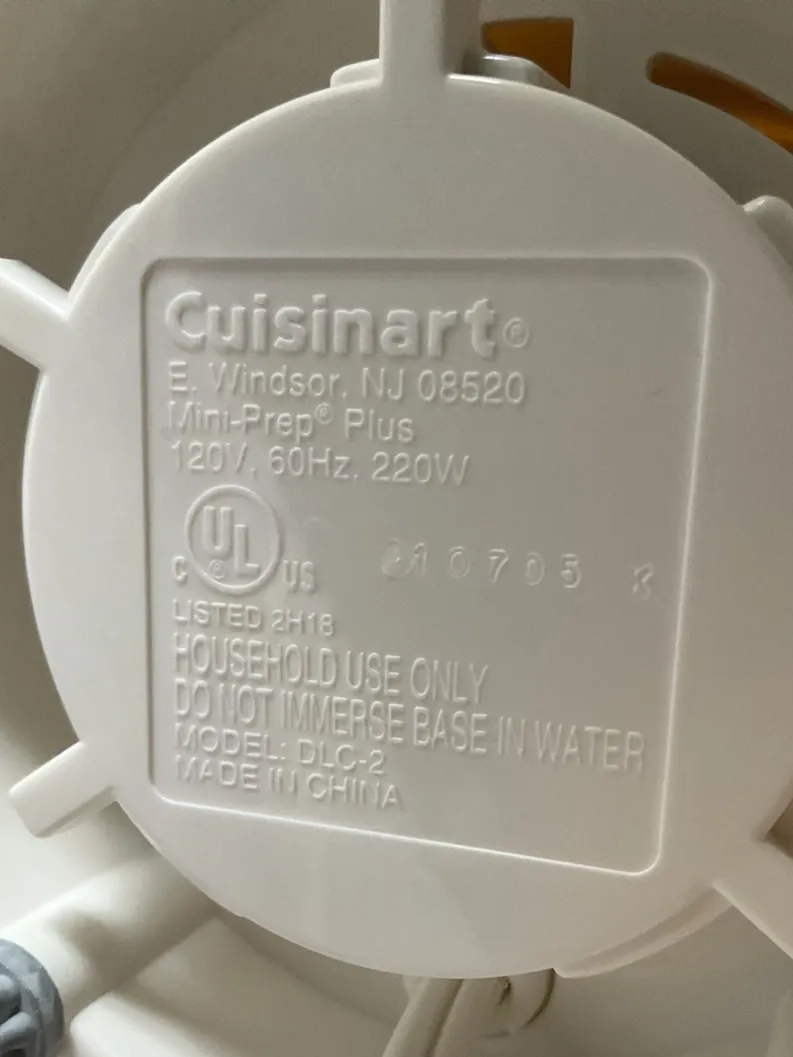 Cuisinart®
E. Windsor, NJ 08520
Mini-Prep® Plus
120V, 60Hz, 220W
C UL ® US
10705
LISTED 2H18
HOUSEHOLD USE ONLY
DO NOT IMMERSE BASE IN WATER
MODEL: DLC-2
MADE IN CHINA